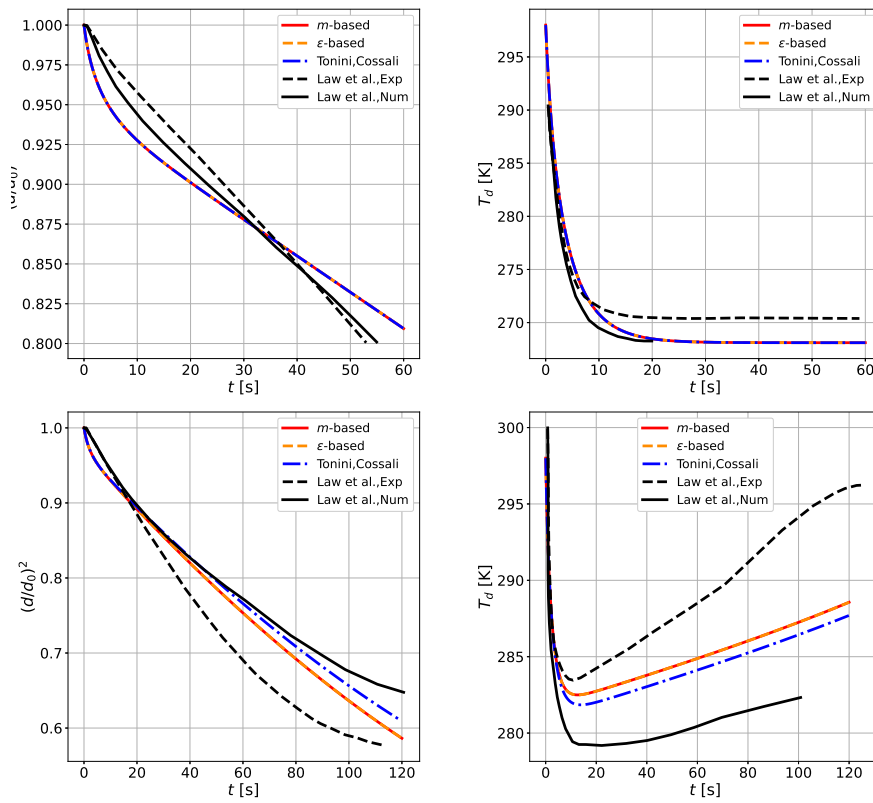 1.000
0.975
0.950
0.925
0.900
0.875
0.850
0.825
0.800
(d/d₀)
0 10 20 30 40 50 60
t [s]
m-based
ε-based
Tonini,Cossali
Law et al.,Exp
Law et al.,Num
295
290
285
280
275
270
T_d [K]
0 10 20 30 40 50 60
t [s]
m-based
ε-based
Tonini,Cossali
Law et al.,Exp
Law et al.,Num
1.0
0.9
0.8
0.7
0.6
(d/d₀)²
0 20 40 60 80 100 120
t [s]
m-based
ε-based
Tonini,Cossali
Law et al.,Exp
Law et al.,Num
300
295
290
285
280
T_d [K]
0 20 40 60 80 100 120
t [s]
m-based
ε-based
Tonini,Cossali
Law et al.,Exp
Law et al.,Num